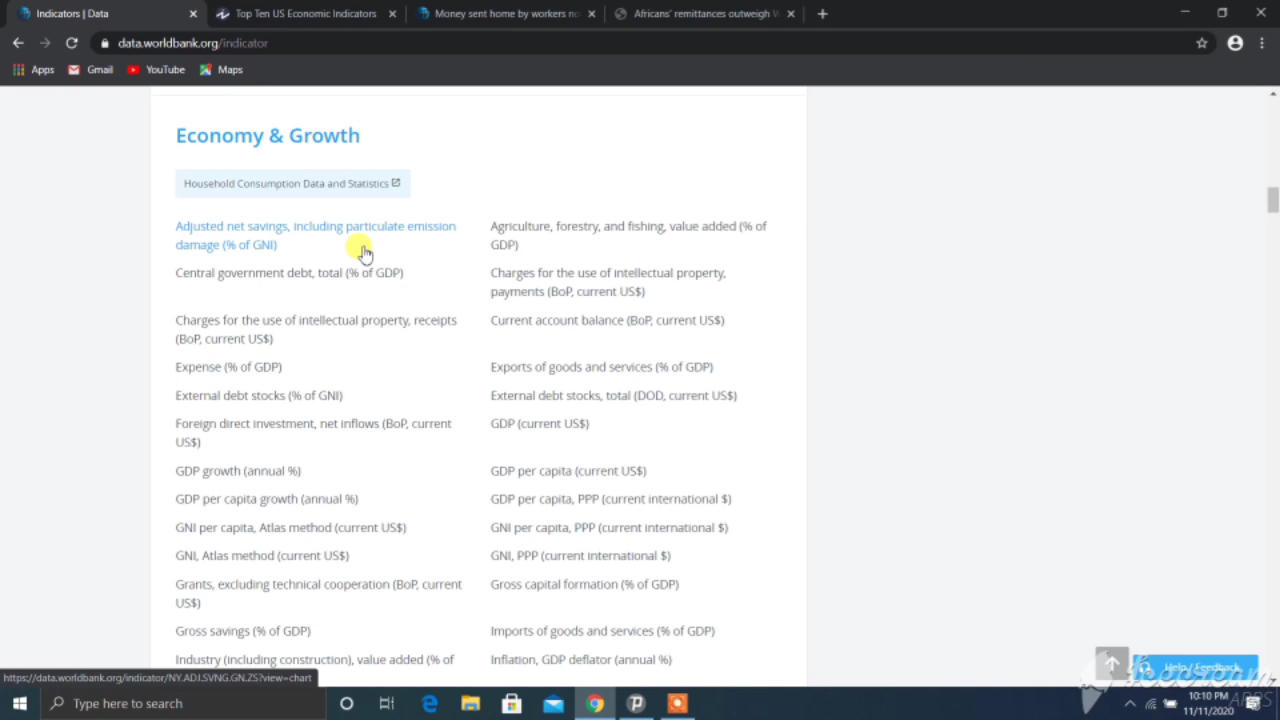 Indicators | Data
Top Ten US Economic Indicators
Money sent home by workers no
Africans' remittances outweigh W
data.worldbank.org/indicator
Apps
Gmail
YouTube
Maps
Economy & Growth
Household Consumption Data and Statistics
Adjusted net savings, including particulate emission
damage (% of GNI)
Agriculture, forestry, and fishing, value added (% of
GDP)
Central government debt, total (% of GDP)
Charges for the use of intellectual property,
payments (BoP, current US$)
Charges for the use of intellectual property, receipts
(BoP, current US$)
Current account balance (BoP, current US$)
Expense (% of GDP)
Exports of goods and services (% of GDP)
External debt stocks (% of GNI)
External debt stocks, total (DOD, current US$)
Foreign direct investment, net inflows (BoP, current
US$)
GDP (current US$)
GDP growth (annual %)
GDP per capita (current US$)
GDP per capita growth (annual %)
GDP per capita, PPP (current international $)
GNI per capita, Atlas method (current US$)
GNI per capita, PPP (current international $)
GNI, Atlas method (current US$)
GNI, PPP (current international $)
Grants, excluding technical cooperation (BoP, current
US$)
Gross capital formation (% of GDP)
Gross savings (% of GDP)
Imports of goods and services (% of GDP)
Industry (including construction), value added (% of
Inflation, GDP deflator (annual %)
Help / Feedback
https://data.worldbank.org/indicator/NY.ADJ.SVNG.GN.ZS?view=chart
Type here to search
10:10 PM
11/11/2020
APPS